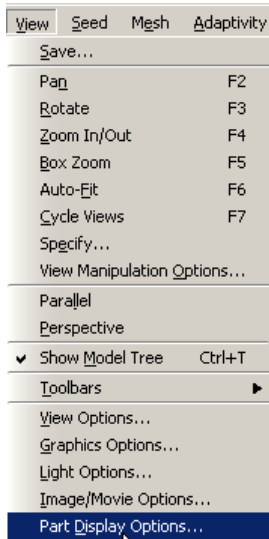 View Seed Mesh Adaptivity
Save...
Pan F2
Rotate F3
Zoom In/Out F4
Box Zoom F5
Auto-Fit F6
Cycle Views F7
Specify...
View Manipulation Options...
Parallel
Perspective
Show Model Tree Ctrl+T
Toolbars
View Options...
Graphics Options...
Light Options...
Image/Movie Options...
Part Display Options...